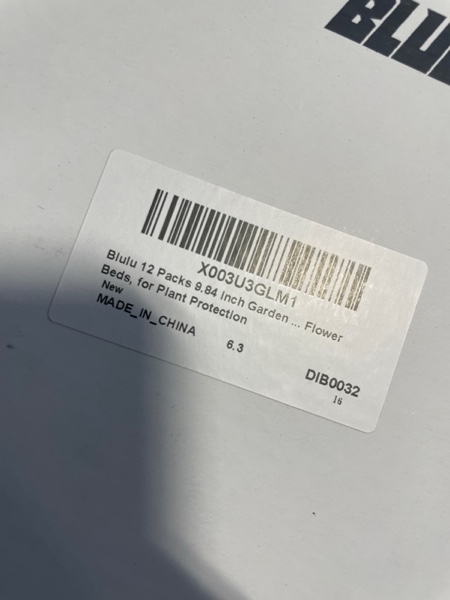 BLU
X003U3GLM1
Blulu 12 Packs 9.84 Inch Garden ... Flower
Beds, for Plant Protection
New
MADE_IN_CHINA
6.3
DIB0032
16